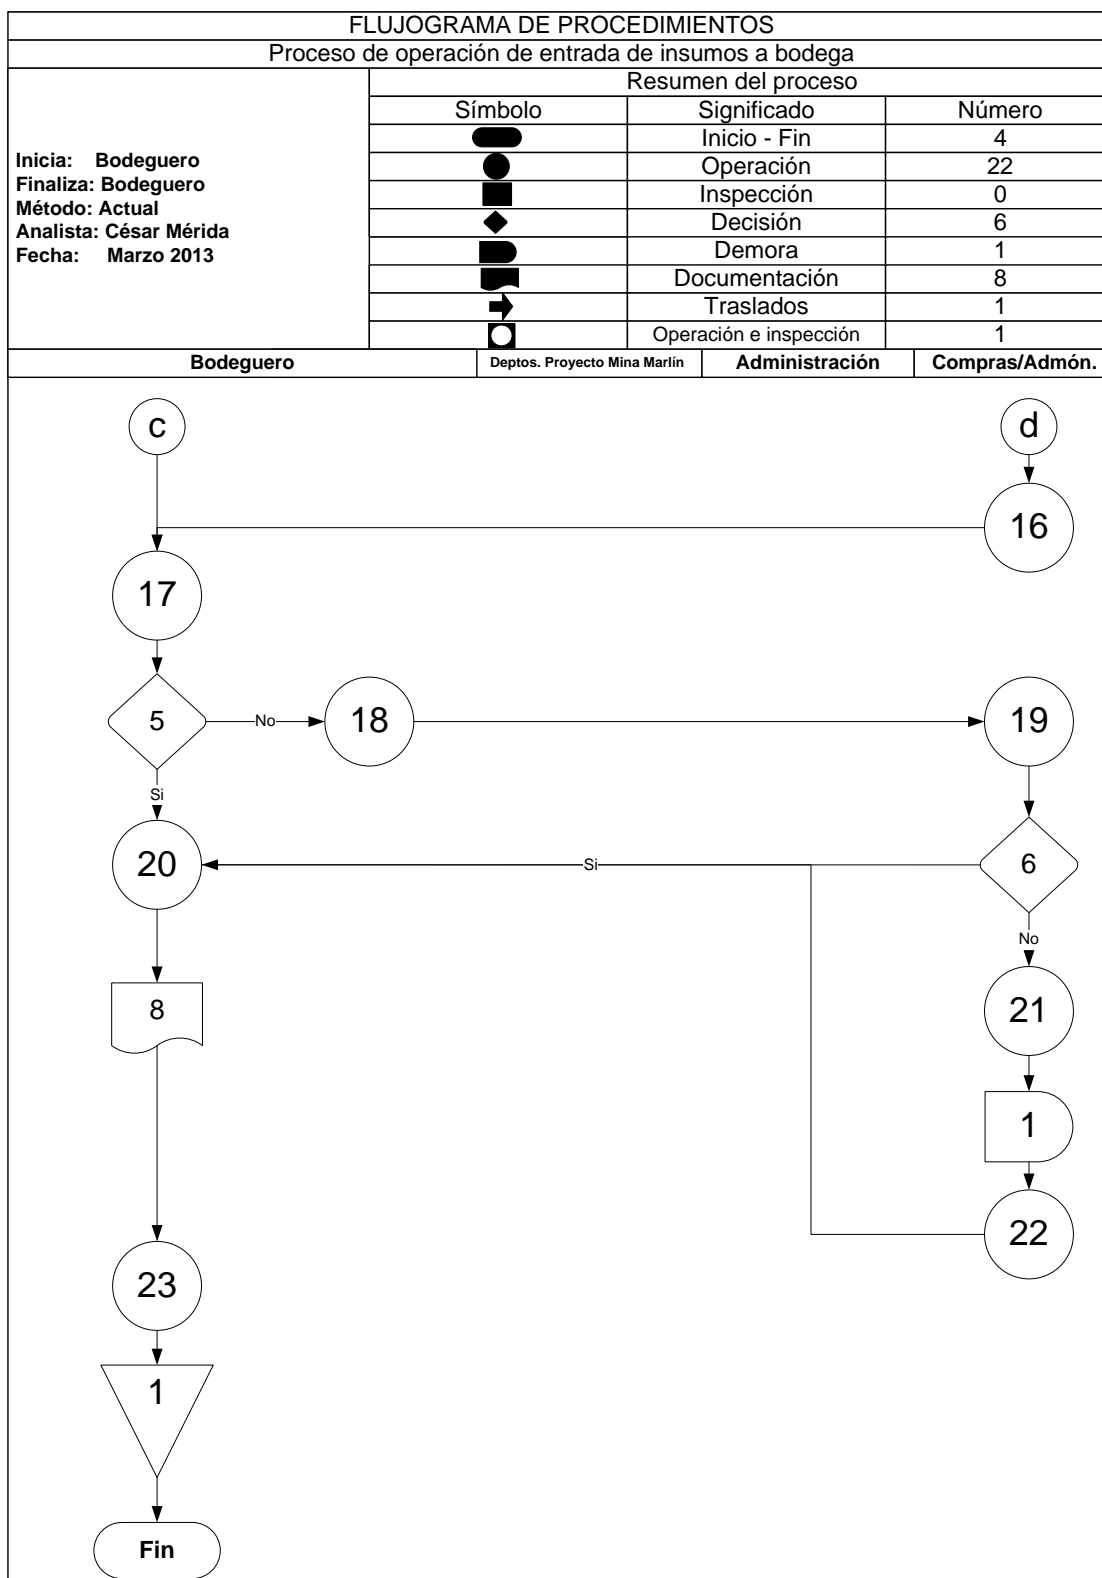 FLUJOGRAMA DE PROCEDIMIENTOS
Proceso de operación de entrada de insumos a bodega
Inicia: Bodeguero
Finaliza: Bodeguero
Método: Actual
Analista: César Mérida
Fecha: Marzo 2013
Resumen del proceso
Símbolo Significado Número
Inicio - Fin 4
Operación 22
Inspección 0
Decisión 6
Demora 1
Documentación 8
Traslados 1
Operación e inspección 1
Bodeguero Deptos. Proyecto Mina Marlín Administración Compras/Admón.
c d
16
17
5 No 18 19
Si
20 Si 6
No
8 21
1
22
23
1
Fin